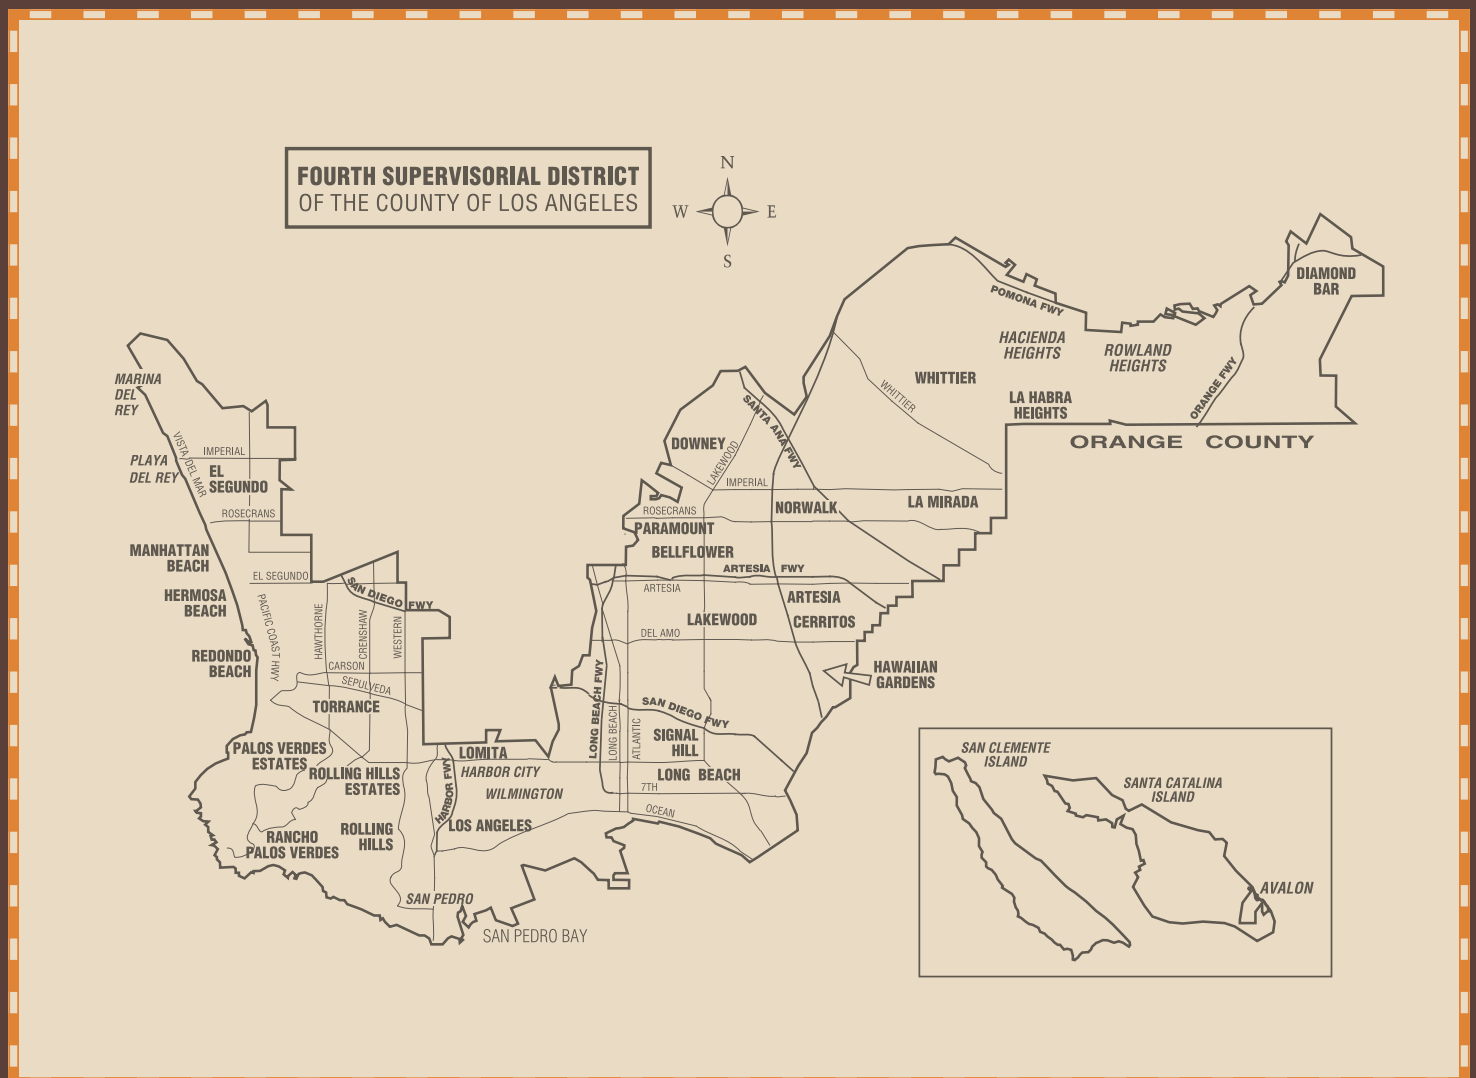 FOURTH SUPERVISORIAL DISTRICT
OF THE COUNTY OF LOS ANGELES
N
W
E
S
DIAMOND
BAR
POMONA FWY
HACIENDA
HEIGHTS
ROWLAND
HEIGHTS
ORANGE FWY
WHITTIER
WHITTIER
LA HABRA
HEIGHTS
ORANGE COUNTY
MARINA
DEL
REY
PLAYA
DEL REY
VISTA DEL MAR
IMPERIAL
EL
SEGUNDO
ROSECRANS
MANHATTAN
BEACH
EL SEGUNDO
SAN DIEGO FWY
HERMOSA
BEACH
PACIFIC COAST HWY
HAWTHORNE
CRENSHAW
WESTERN
REDONDO
BEACH
CARSON
SEPULVEDA
TORRANCE
DOWNEY
LAKEWOOD
SANTA ANA FWY
IMPERIAL
ROSECRANS
NORWALK
LA MIRADA
PARAMOUNT
BELLFLOWER
ARTESIA FWY
ARTESIA
ARTESIA
LAKEWOOD
CERRITOS
DEL AMO
HAWAIIAN
GARDENS
LONG BEACH FWY
LONG BEACH
ATLANTIC
SAN DIEGO FWY
SIGNAL
HILL
LONG BEACH
7TH
OCEAN
PALOS VERDES
ESTATES
ROLLING HILLS
ESTATES
LOMITA
HARBOR CITY
HARBOR FWY
WILMINGTON
LOS ANGELES
ROLLING
HILLS
RANCHO
PALOS VERDES
SAN PEDRO
SAN PEDRO BAY
SAN CLEMENTE
ISLAND
SANTA CATALINA
ISLAND
AVALON